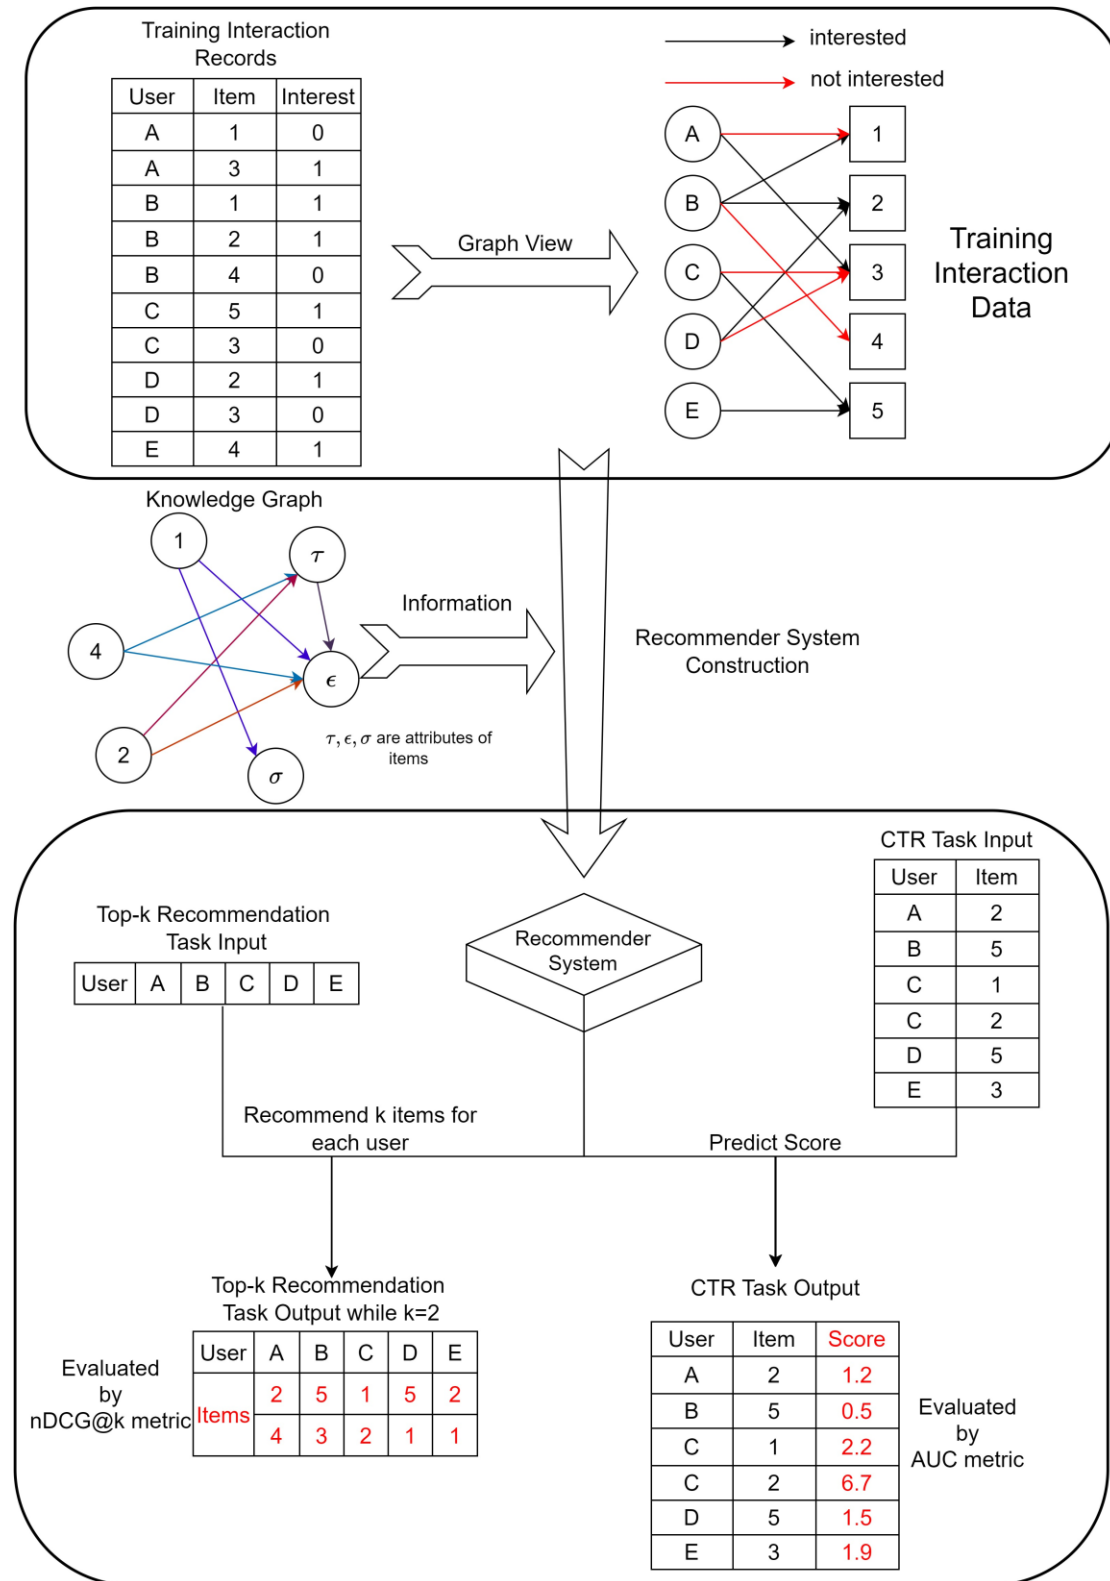 Training Interaction
Records
User Item Interest
A 1 0
A 3 1
B 1 1
B 2 1
B 4 0
C 5 1
C 3 0
D 2 1
D 3 0
E 4 1
Graph View
interested
not interested
A
B
C
D
E
1
2
3
4
5
Training
Interaction
Data
Knowledge Graph
1
τ
4
ϵ
2
σ
τ, ϵ, σ are attributes of
items
Information
Recommender System
Construction
Top-k Recommendation
Task Input
User A B C D E
Recommender
System
CTR Task Input
User Item
A 2
B 5
C 1
C 2
D 5
E 3
Recommend k items for
each user
Predict Score
Top-k Recommendation
Task Output while k=2
User A B C D E
Items
2 5 1 5 2
4 3 2 1 1
Evaluated
by
nDCG@k metric
CTR Task Output
User Item Score
A 2 1.2
B 5 0.5
C 1 2.2
C 2 6.7
D 5 1.5
E 3 1.9
Evaluated
by
AUC metric